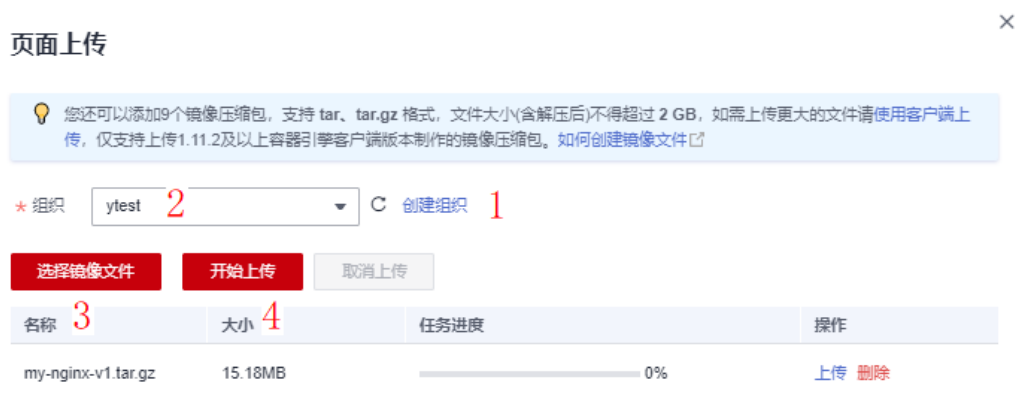 页面上传
您还可以添加9个镜像压缩包，支持 tar、tar.gz 格式，文件大小(含解压后)不得超过 2 GB，如需上传更大的文件请使用客户端上
传，仅支持上传1.11.2及以上容器引擎客户端版本制作的镜像压缩包。如何创建镜像文件
* 组织 ytest 2 创建组织 1
选择镜像文件 开始上传 取消上传
名称 3 大小 4 任务进度 操作
my-nginx-v1.tar.gz 15.18MB 0% 上传 删除